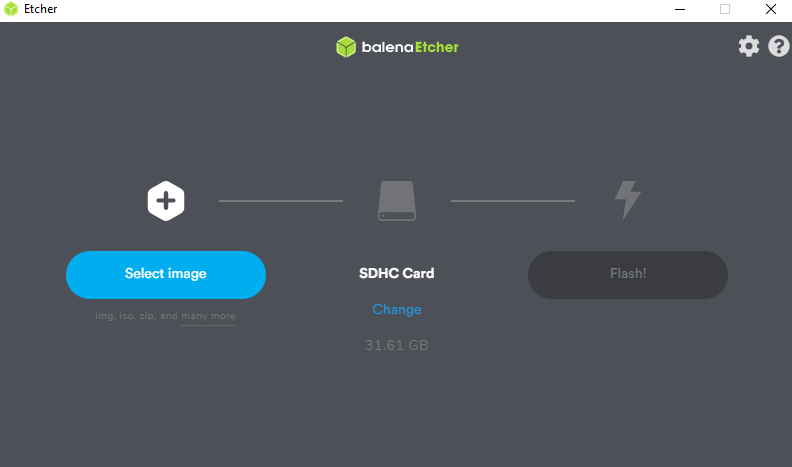 Etcher
balenaEtcher
Select image
img, iso, zip, and many more
SDHC Card
Change
31.61 GB
Flash!